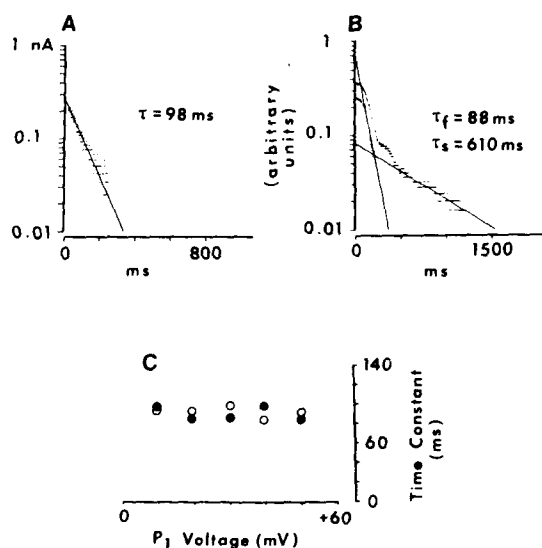 A
1 nA
0.1
0.01
τ = 98 ms
0
800
ms
B
1
0.1
0.01
(arbitrary units)
τf = 88 ms
τs = 610 ms
0
1500
ms
C
140
60
0
Time Constant
(ms)
0
+60
P1 Voltage(mV)